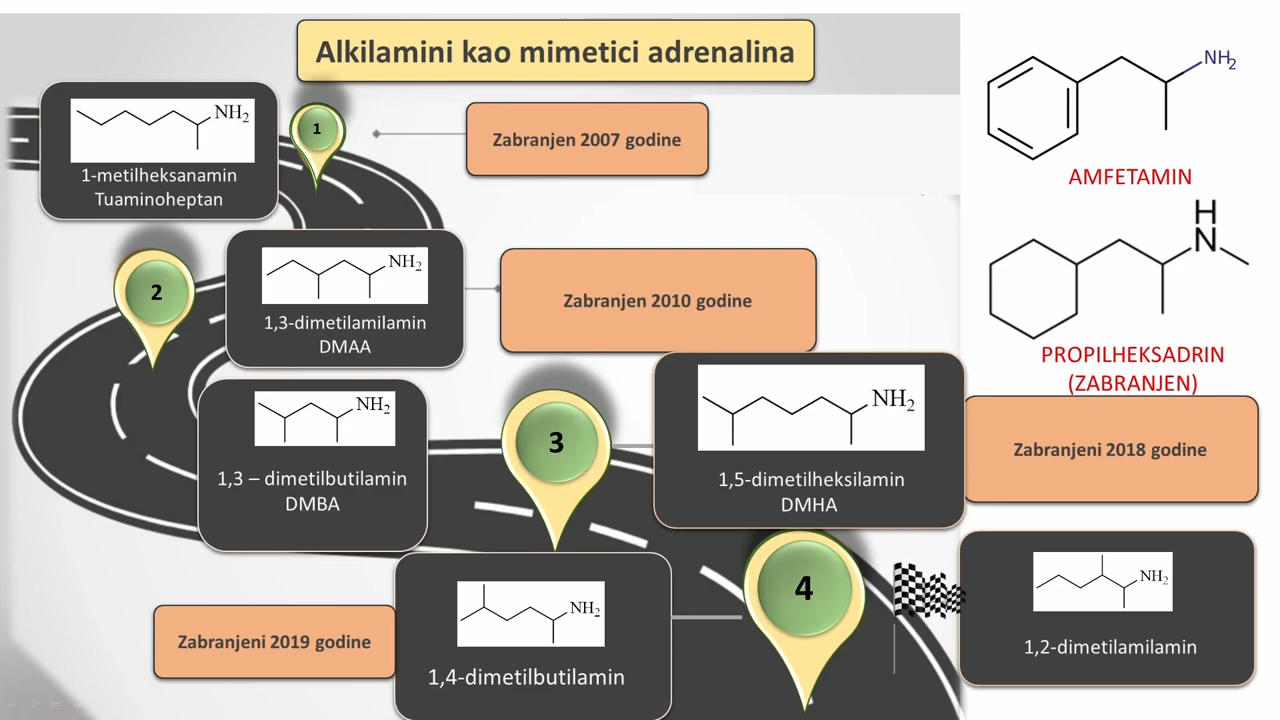 Alkilamini kao mimetici adrenalina
NH2
1-metilheksanamin
Tuaminoheptan
1
Zabranjen 2007 godine
NH2
AMFETAMIN
2
NH2
1,3-dimetilamilamin
DMAA
Zabranjen 2010 godine
H
N
PROPILHEKSADRIN
(ZABRANJEN)
NH2
1,3 – dimetilbutilamin
DMBA
3
NH2
1,5-dimetilheksilamin
DMHA
Zabranjeni 2018 godine
Zabranjeni 2019 godine
NH2
1,4-dimetilbutilamin
4
NH2
1,2-dimetilamilamin